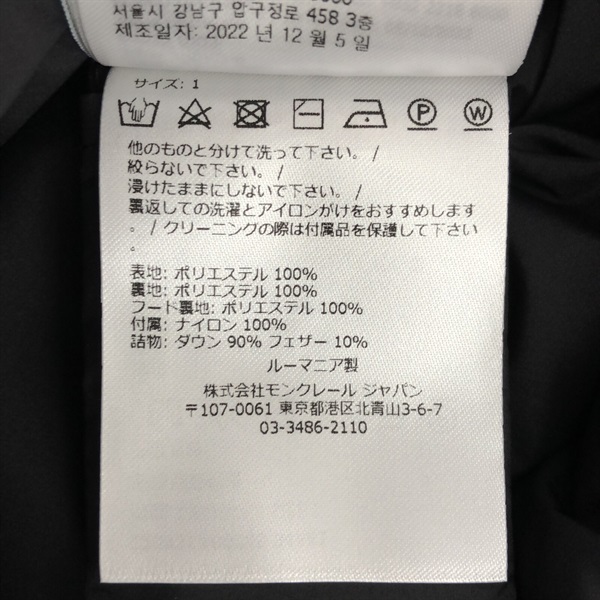 서울시 강남구 압구정로 458 3층
제조일자: 2022 년 12 월 5 일
サイズ: 1
P W
他のものと分けて洗って下さい。/
絞らないで下さい。/
浸けたままにしないで下さい。/
裏返しての洗濯とアイロンがけをおすすめします
。/ クリーニングの際は付属品を保護して下さい
。
表地: ポリエステル 100%
裏地: ポリエステル 100%
フード裏地: ポリエステル 100%
付属: ナイロン 100%
詰物: ダウン 90% フェザー 10%
ルーマニア製
株式会社モンクレール ジャパン
〒107-0061 東京都港区北青山3-6-7
03-3486-2110